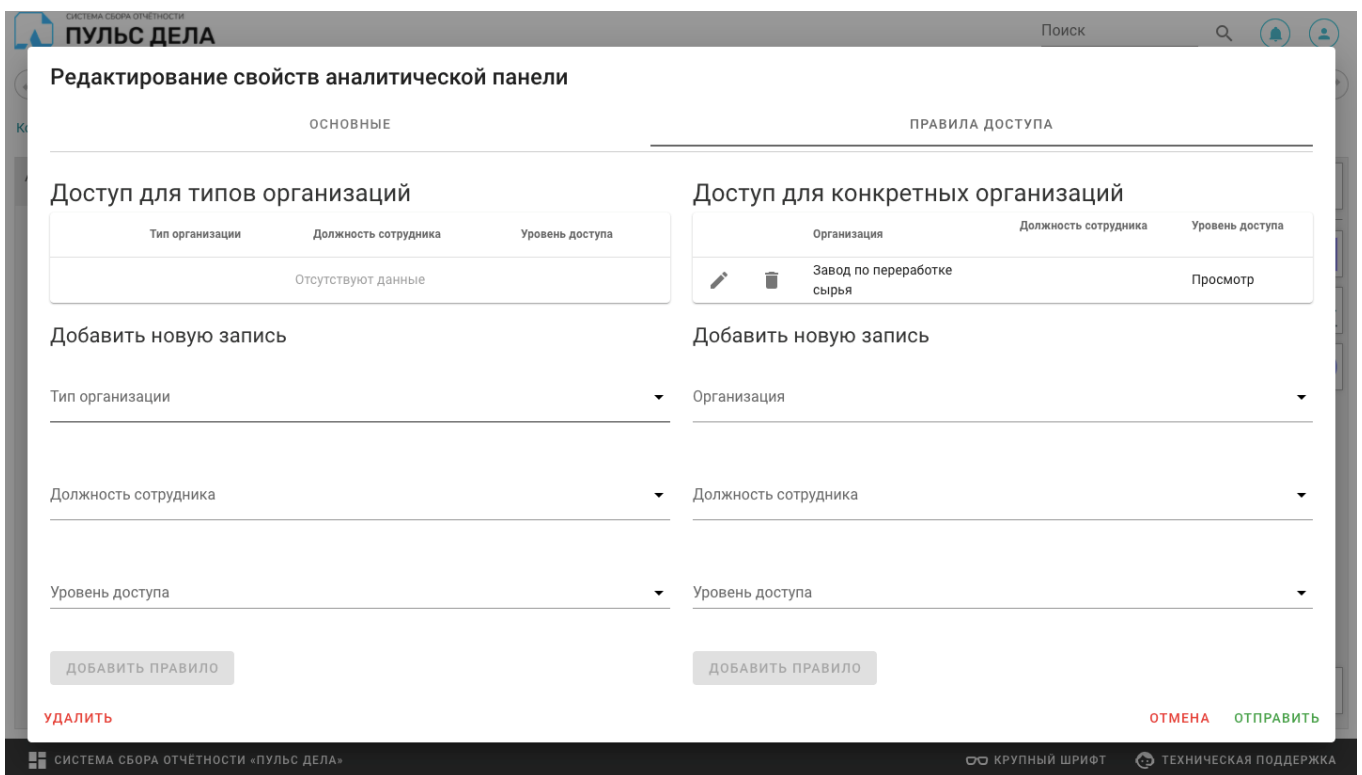 СИСТЕМА СБОРА ОТЧЁТНОСТИ
ПУЛЬС ДЕЛА
Поиск
Редактирование свойств аналитической панели
ОСНОВНЫЕ
ПРАВИЛА ДОСТУПА
Доступ для типов организаций
Тип организации Должность сотрудника Уровень доступа
Отсутствуют данные
Добавить новую запись
Тип организации
Должность сотрудника
Уровень доступа
ДОБАВИТЬ ПРАВИЛО
Доступ для конкретных организаций
Организация Должность сотрудника Уровень доступа
Завод по переработке
сырья
Просмотр
Добавить новую запись
Организация
Должность сотрудника
Уровень доступа
ДОБАВИТЬ ПРАВИЛО
УДАЛИТЬ
ОТМЕНА
ОТПРАВИТЬ
СИСТЕМА СБОРА ОТЧЁТНОСТИ «ПУЛЬС ДЕЛА»
КРУПНЫЙ ШРИФТ
ТЕХНИЧЕСКАЯ ПОДДЕРЖКА